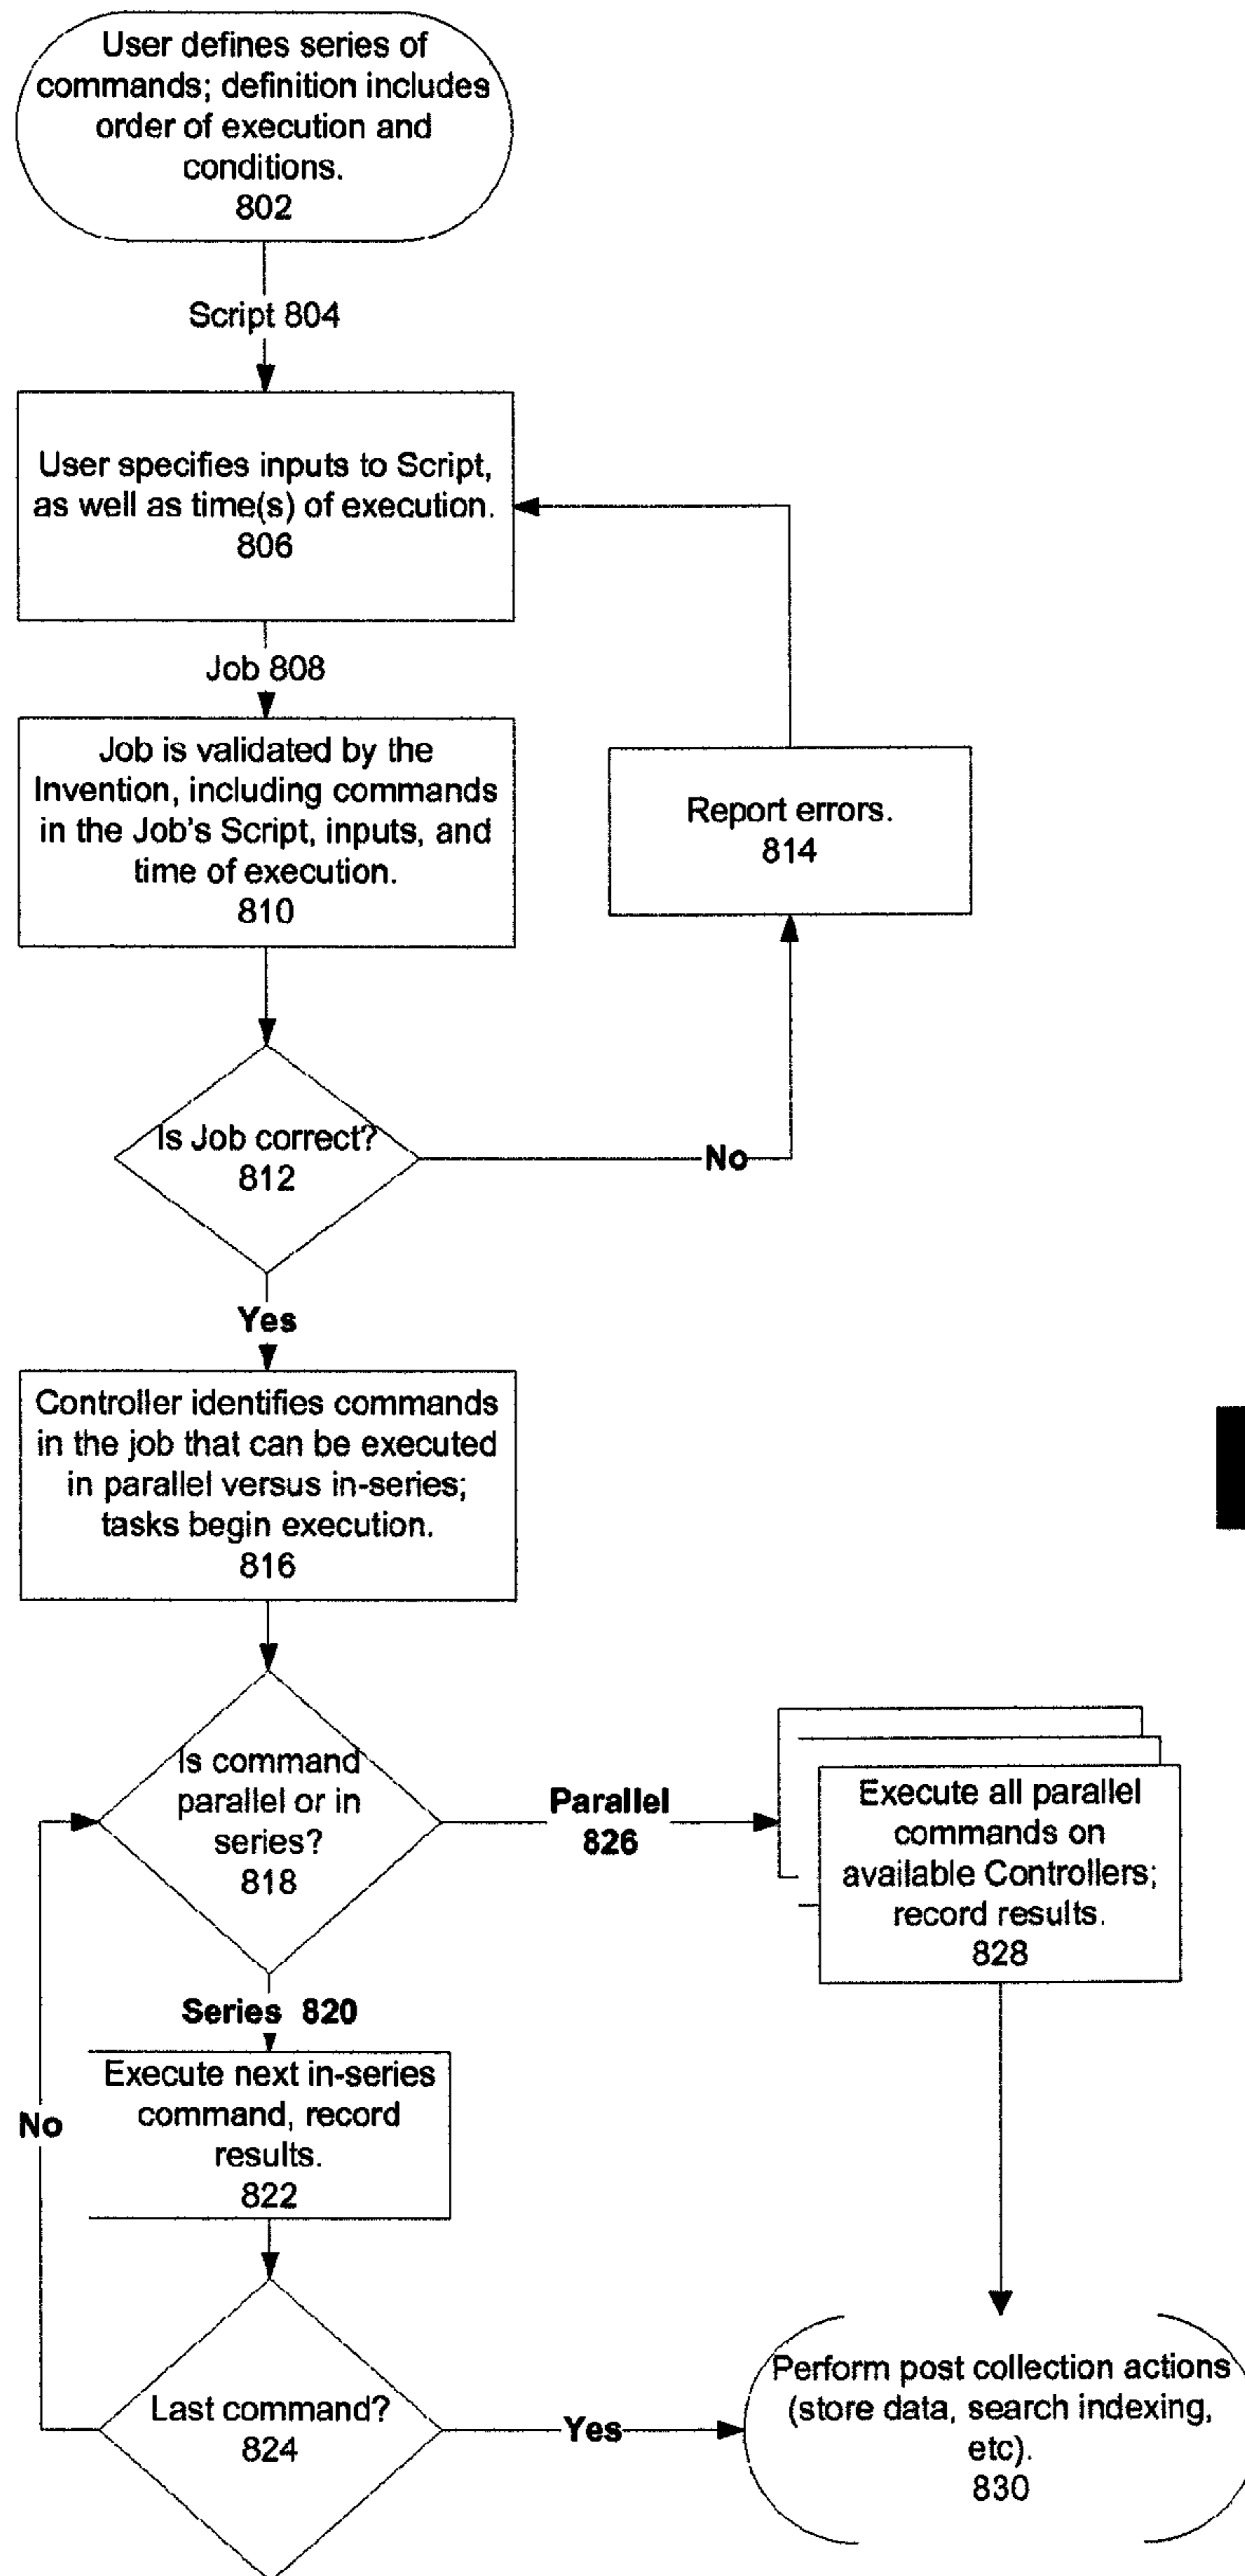 User defines series of
commands; definition includes
order of execution and
conditions.
802
Script 804
User specifies inputs to Script,
as well as time(s) of execution.
806
Job 808
Job is validated by the
Invention, including commands
in the Job's Script, inputs, and
time of execution.
810
Report errors.
814
Is Job correct?
812
No
Yes
Controller identifies commands
in the job that can be executed
in parallel versus in-series;
tasks begin execution.
816
Is command
parallel or in
series?
818
Parallel
826
Execute all parallel
commands on
available Controllers;
record results.
828
Series 820
Execute next in-series
command, record
results.
822
No
Last command?
824
Yes
Perform post collection actions
(store data, search indexing,
etc).
830